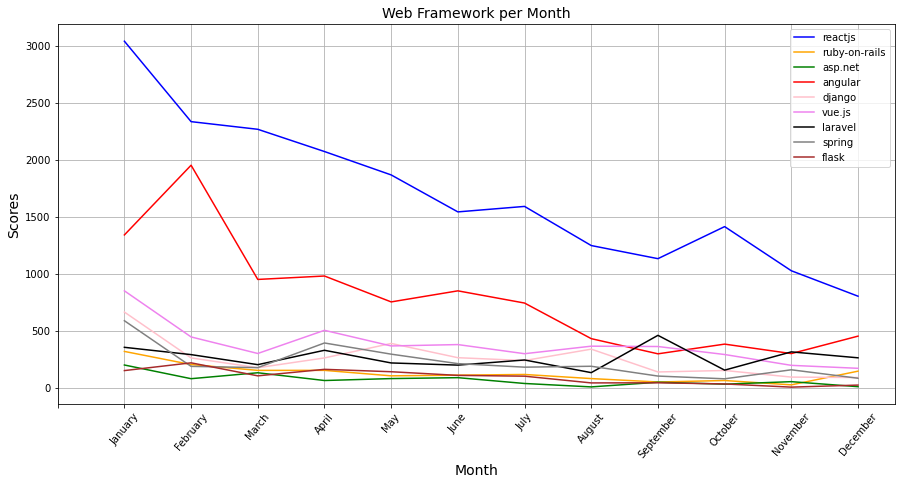 Web Framework per Month
Scores
3000
2500
2000
1500
1000
500
0
reactjs
ruby-on-rails
asp.net
angular
django
vue.js
laravel
spring
flask
January
February
March
April
May
June
July
August
September
October
November
December
Month